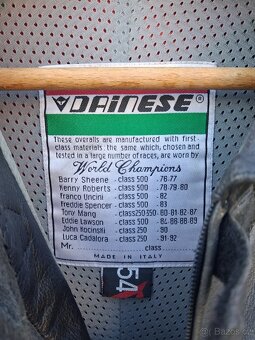 DAINESE®
These overalls are manufactured with first-
class materials: the same which, chosen and
tested in a large number of races, are worn by
World Champions
Barry Sheene - class 500 - 76-77
Kenny Roberts - class 500 - 78-79-80
Franco Uncini - class 500 - 82
Freddie Spencer - class 500 - 83
Tony Mang - class 250-350 - 80-81-82-87
Eddie Lawson - class 500 - 84-86-88-89
John Kocinski - class 250 - 90
Luca Cadalora - class 250 - 91-92
Mr. class
MADE IN ITALY
54